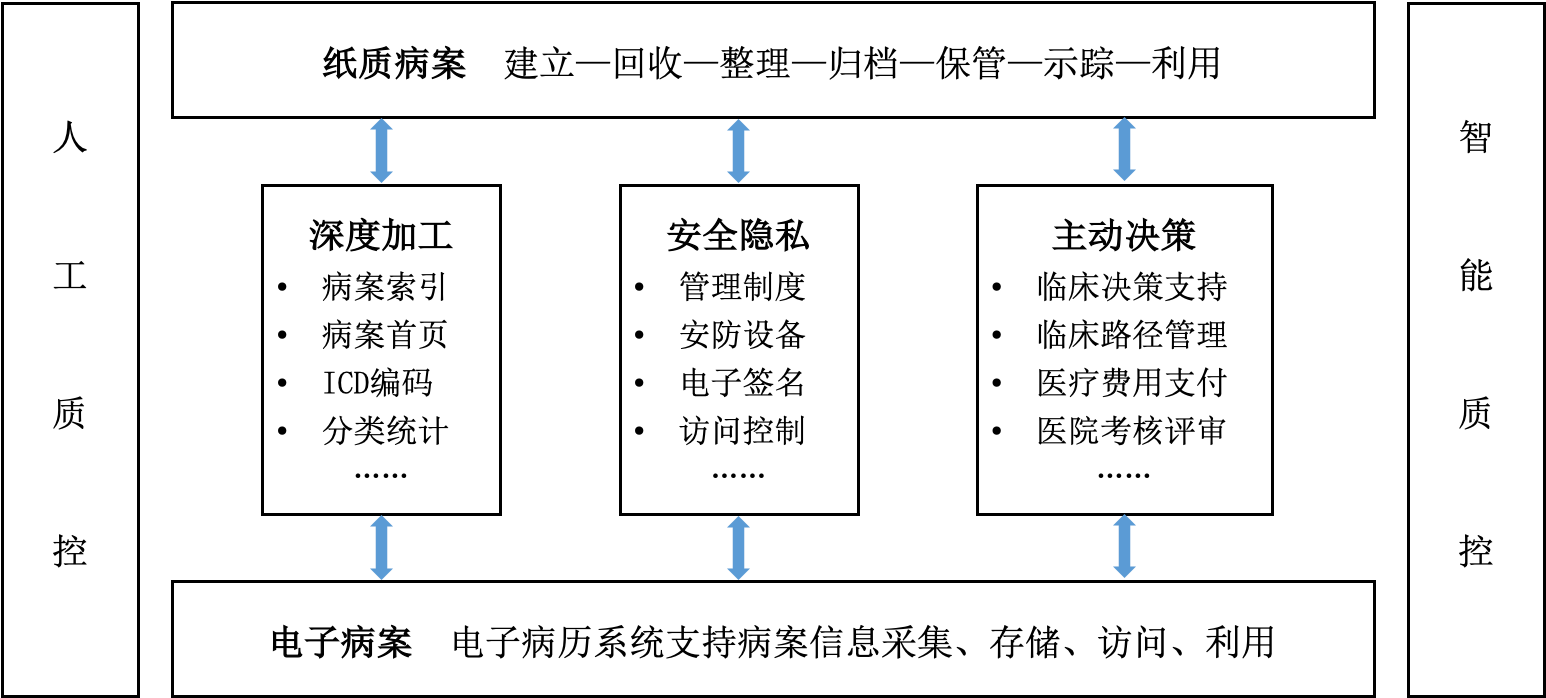 人工质控
纸质病案 建立—回收—整理—归档—保管—示踪—利用
深度加工
• 病案索引
• 病案首页
• ICD编码
• 分类统计
……
安全隐私
• 管理制度
• 安防设备
• 电子签名
• 访问控制
……
主动决策
• 临床决策支持
• 临床路径管理
• 医疗费用支付
• 医院考核评审
……
电子病案 电子病历系统支持病案信息采集、存储、访问、利用
智能质控